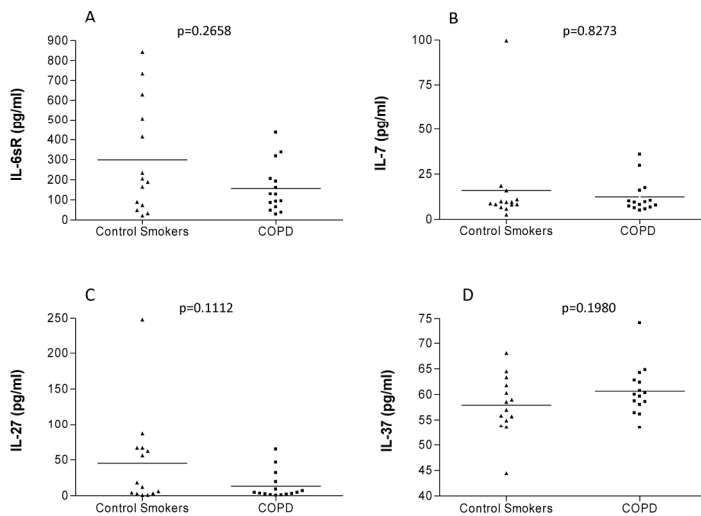 A
p=0.2658
IL-6sR (pg/ml)
900
800
700
600
500
400
300
200
100
0
Control Smokers COPD
B
p=0.8273
IL-7 (pg/ml)
100
50
25
0
Control Smokers COPD
C
p=0.1112
IL-27 (pg/ml)
250
200
150
100
50
0
Control Smokers COPD
D
p=0.1980
IL-37 (pg/ml)
75
70
65
60
55
50
45
40
Control Smokers COPD